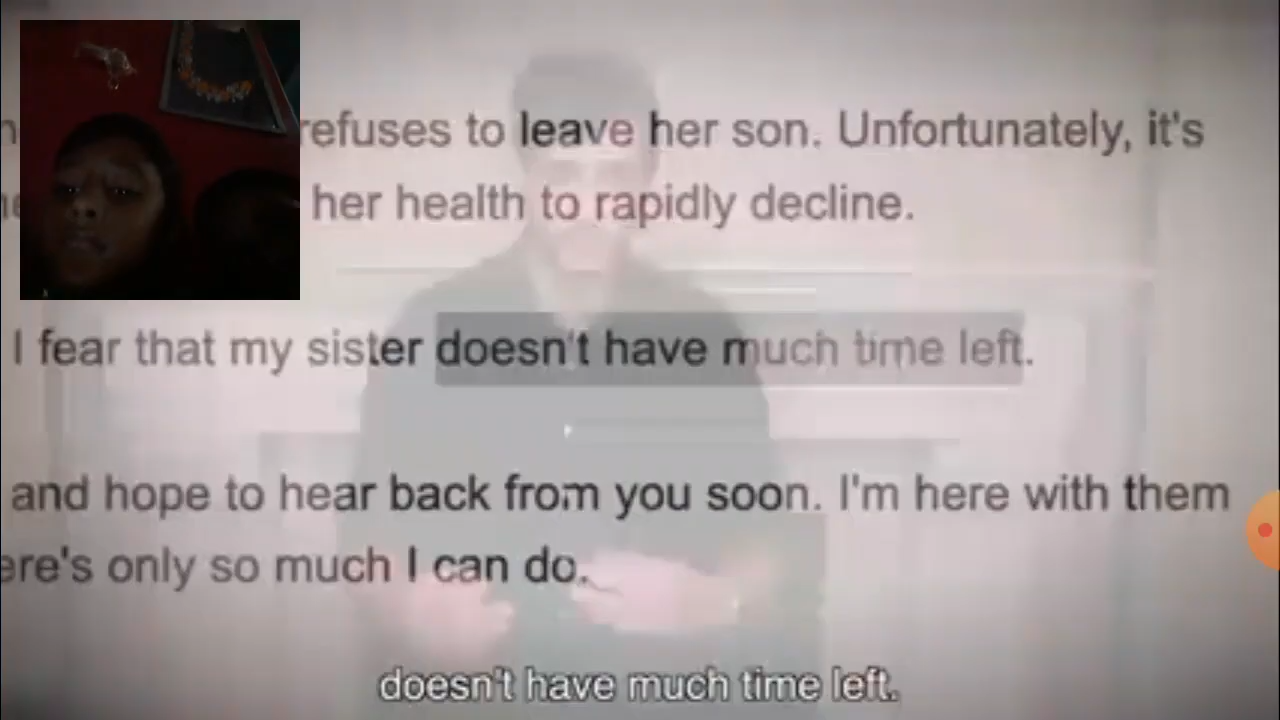 refuses to leave her son. Unfortunately, it's
her health to rapidly decline.
I fear that my sister doesn't have much time left.
and hope to hear back from you soon. I'm here with them
ere's only so much I can do.
doesn't have much time left.